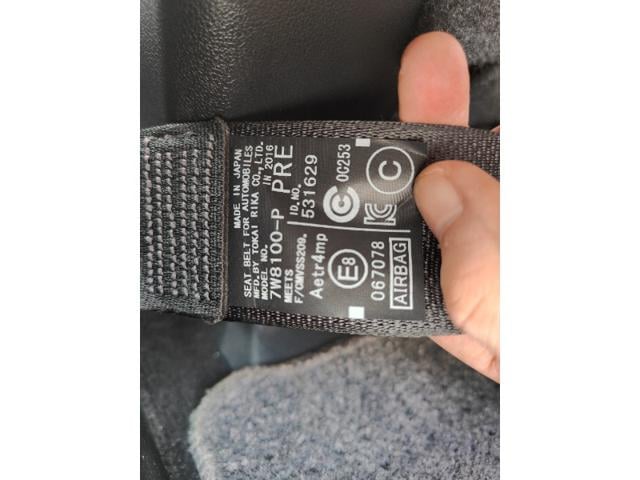 MADE IN JAPAN
SEAT BELT FOR AUTOMOBILES
MFD.BY TOKAI RIKA CO.,LTD.
MODEL NO. IN 2016
7W8100-P PRE
MEETS ID.NO.
F/CMVSS209. 531629
Aetr4mp C 0C253
E8 KC C
067078
AIRBAG